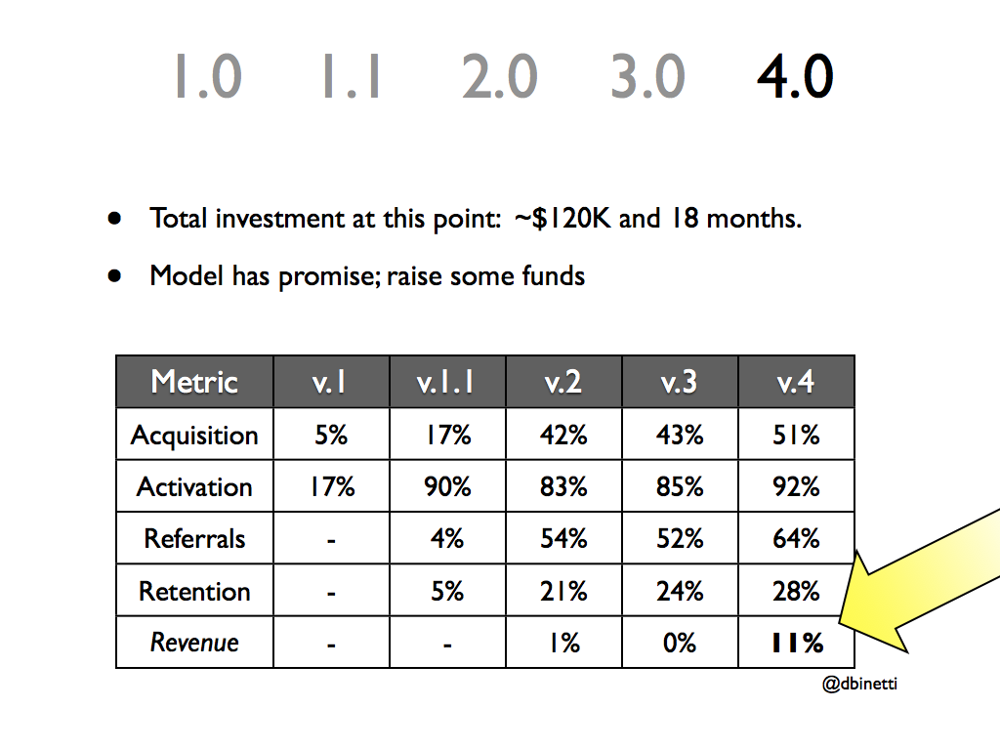 1.0 1.1 2.0 3.0 4.0
• Total investment at this point: ~$120K and 18 months.
• Model has promise; raise some funds
Metric v.1 v.1.1 v.2 v.3 v.4
Acquisition 5% 17% 42% 43% 51%
Activation 17% 90% 83% 85% 92%
Referrals - 4% 54% 52% 64%
Retention - 5% 21% 24% 28%
Revenue - - 1% 0% 11%
@dbinetti